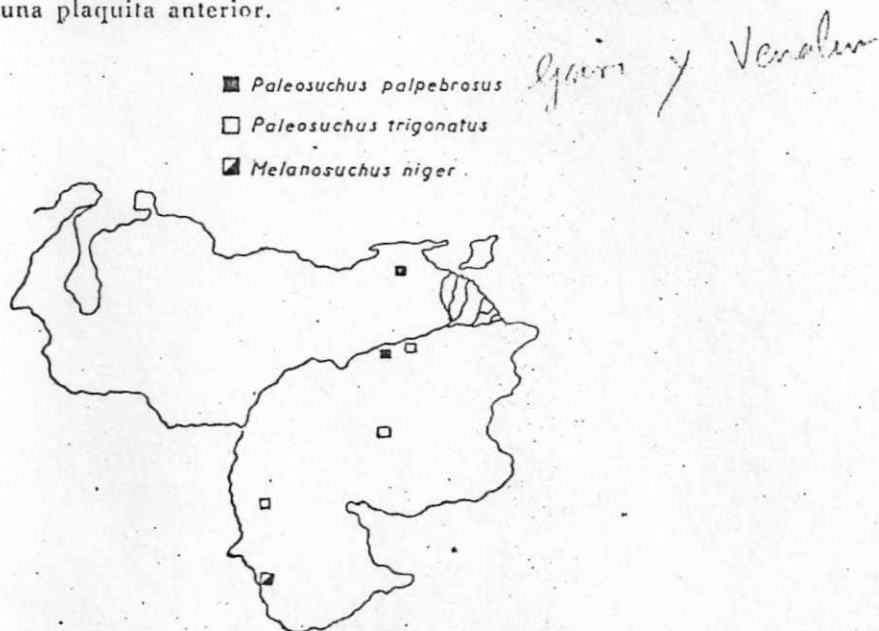 una plaquita anterior.
y
Paleosuchus palpebrosus
Paleosuchus trigonatus
Melanosuchus niger.